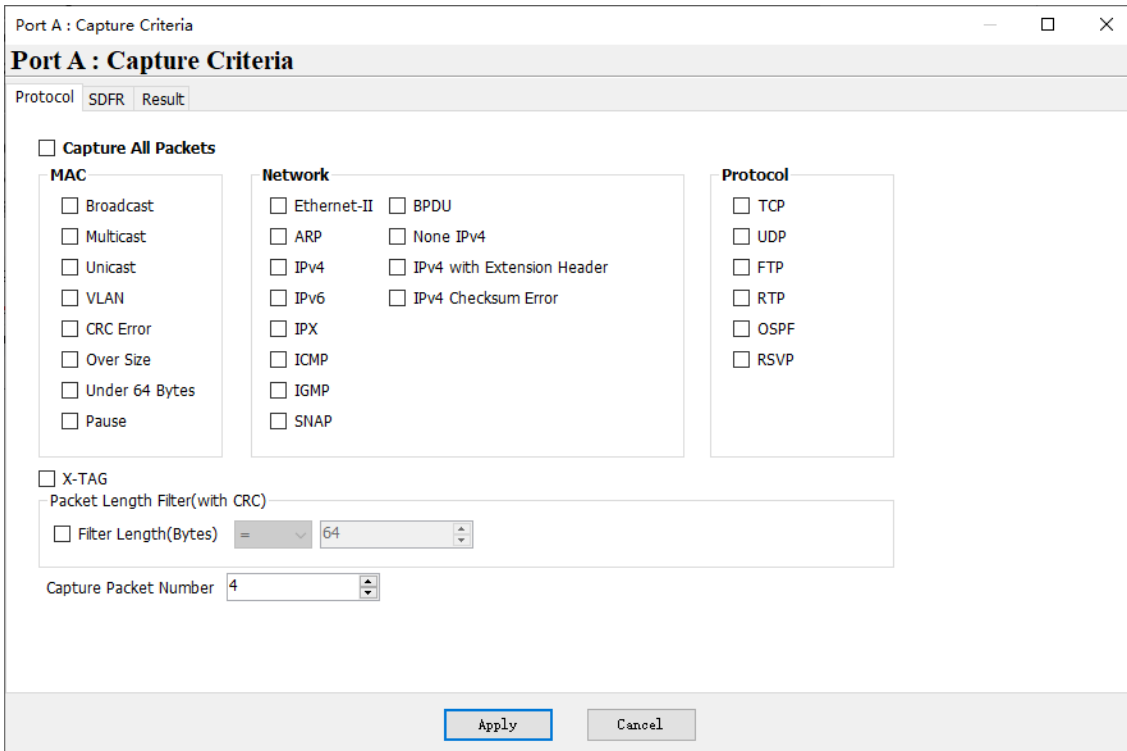 Port A : Capture Criteria
Port A : Capture Criteria
Protocol SDFR Result
Capture All Packets
MAC Network Protocol
Broadcast Ethernet-II BPDU TCP
Multicast ARP None IPv4 UDP
Unicast IPv4 IPv4 with Extension Header FTP
VLAN IPv6 IPv4 Checksum Error RTP
CRC Error IPX OSPF
Over Size ICMP RSVP
Under 64 Bytes IGMP
Pause SNAP
X-TAG
Packet Length Filter(with CRC)
Filter Length(Bytes) = 64
Capture Packet Number 4
Apply Cancel